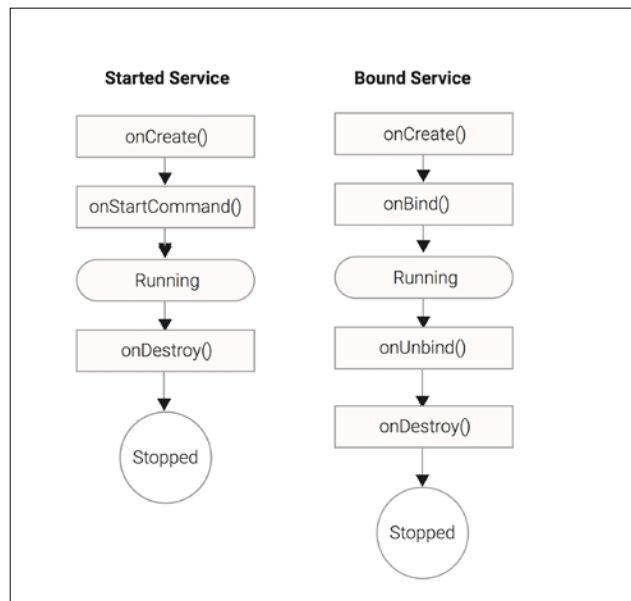 Started Service
onCreate()
onStartCommand()
Running
onDestroy()
Stopped
Bound Service
onCreate()
onBind()
Running
onUnbind()
onDestroy()
Stopped